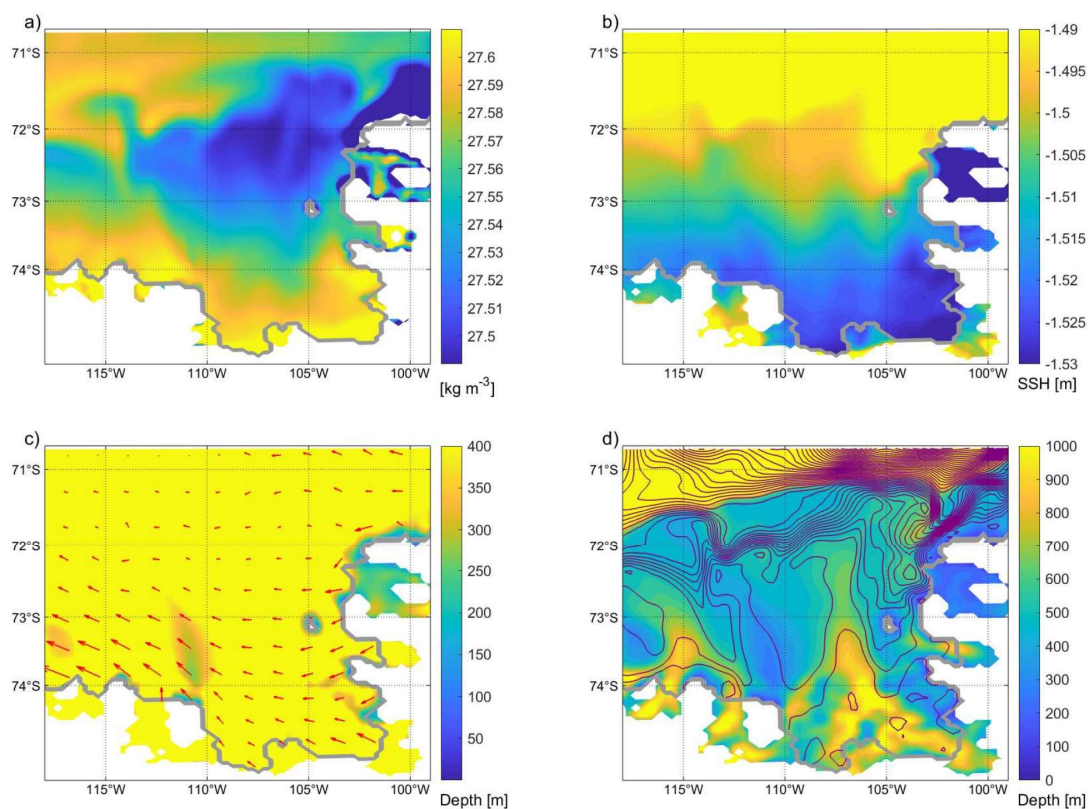 a)
71°S
72°S
73°S
74°S
115°W
110°W
105°W
100°W
27.6
27.59
27.58
27.57
27.56
27.55
27.54
27.53
27.52
27.51
27.5
[kg m-3]
b)
71°S
72°S
73°S
74°S
115°W
110°W
105°W
100°W
-1.49
-1.495
-1.5
-1.505
-1.51
-1.515
-1.52
-1.525
-1.53
SSH [m]
c)
71°S
72°S
73°S
74°S
115°W
110°W
105°W
100°W
400
350
300
250
200
150
100
50
Depth [m]
d)
71°S
72°S
73°S
74°S
115°W
110°W
105°W
100°W
1000
900
800
700
600
500
400
300
200
100
0
Depth [m]